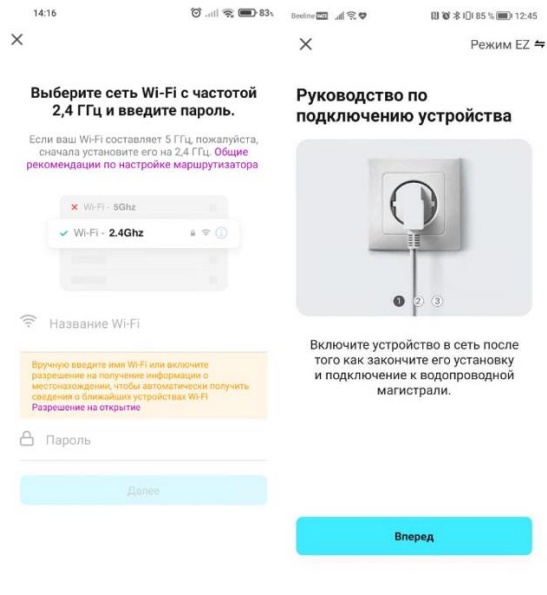 14:16
83%
Выберите сеть Wi-Fi с частотой
2,4 ГГц и введите пароль.
Если ваш Wi-Fi составляет 5 ГГц, пожалуйста,
сначала установите его на 2,4 ГГц. Общие
рекомендации по настройке маршрутизатора
Wi-Fi - 5Ghz
Wi-Fi - 2.4Ghz
Название Wi-Fi
Вручную введите имя Wi-Fi или включите
разрешение на получение информации о
местонахождении, чтобы автоматически получить
сведения о ближайших устройствах Wi-Fi
Разрешение на открытие
Пароль
Далее
Beeline
85 % 12:45
Режим EZ
Руководство по
подключению устройства
1 2 3
Включите устройство в сеть после
того как закончите его установку
и подключение к водопроводной
магистрали.
Вперед